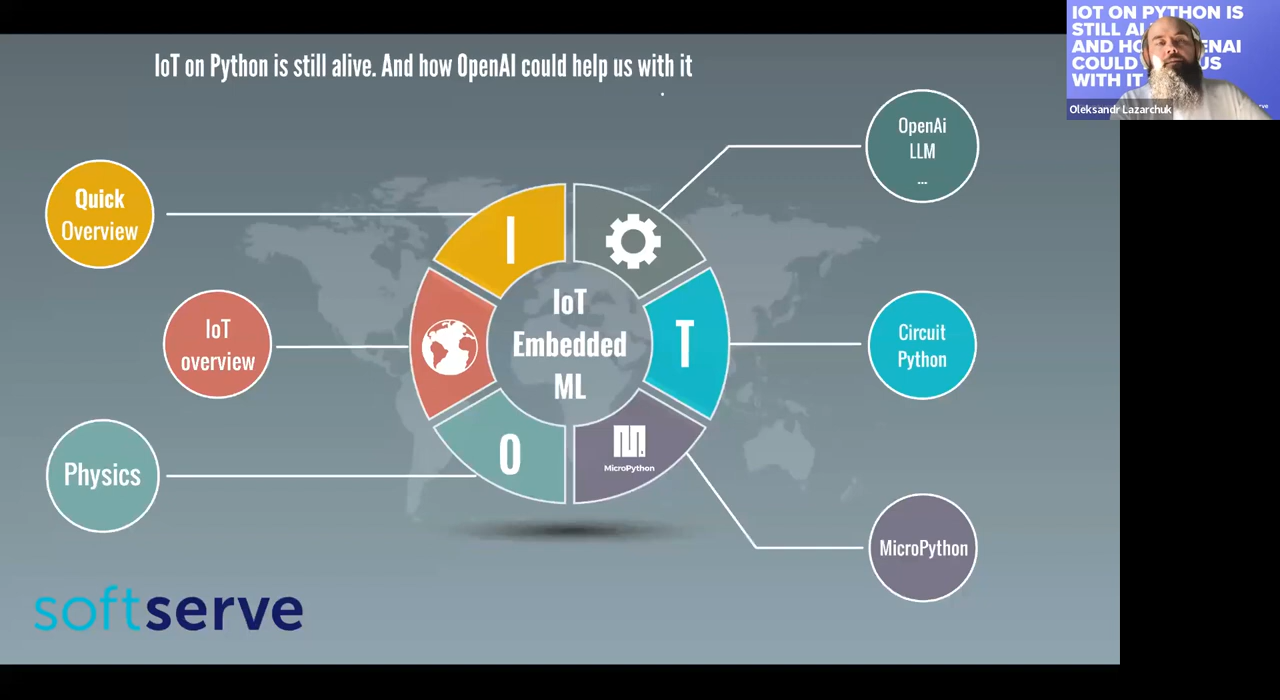 IoT on Python is still alive. And how OpenAI could help us with it
Quick
Overview
IoT
overview
Physics
I
O
T
IoT
Embedded
ML
MicroPython
OpenAi
LLM
...
Circuit
Python
MicroPython
softserve
IOT ON PYTHON IS
STILL
AND
COULD US
WITH IT
Oleksandr Lazarchuk